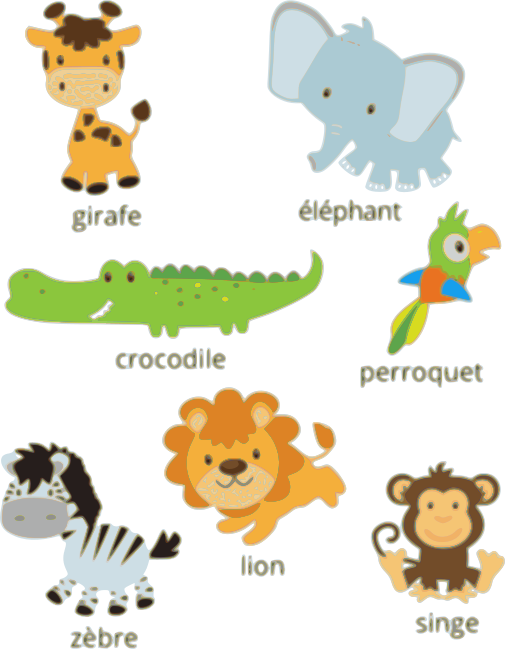 girafe
éléphant
crocodile
perroquet
lion
zèbre
singe